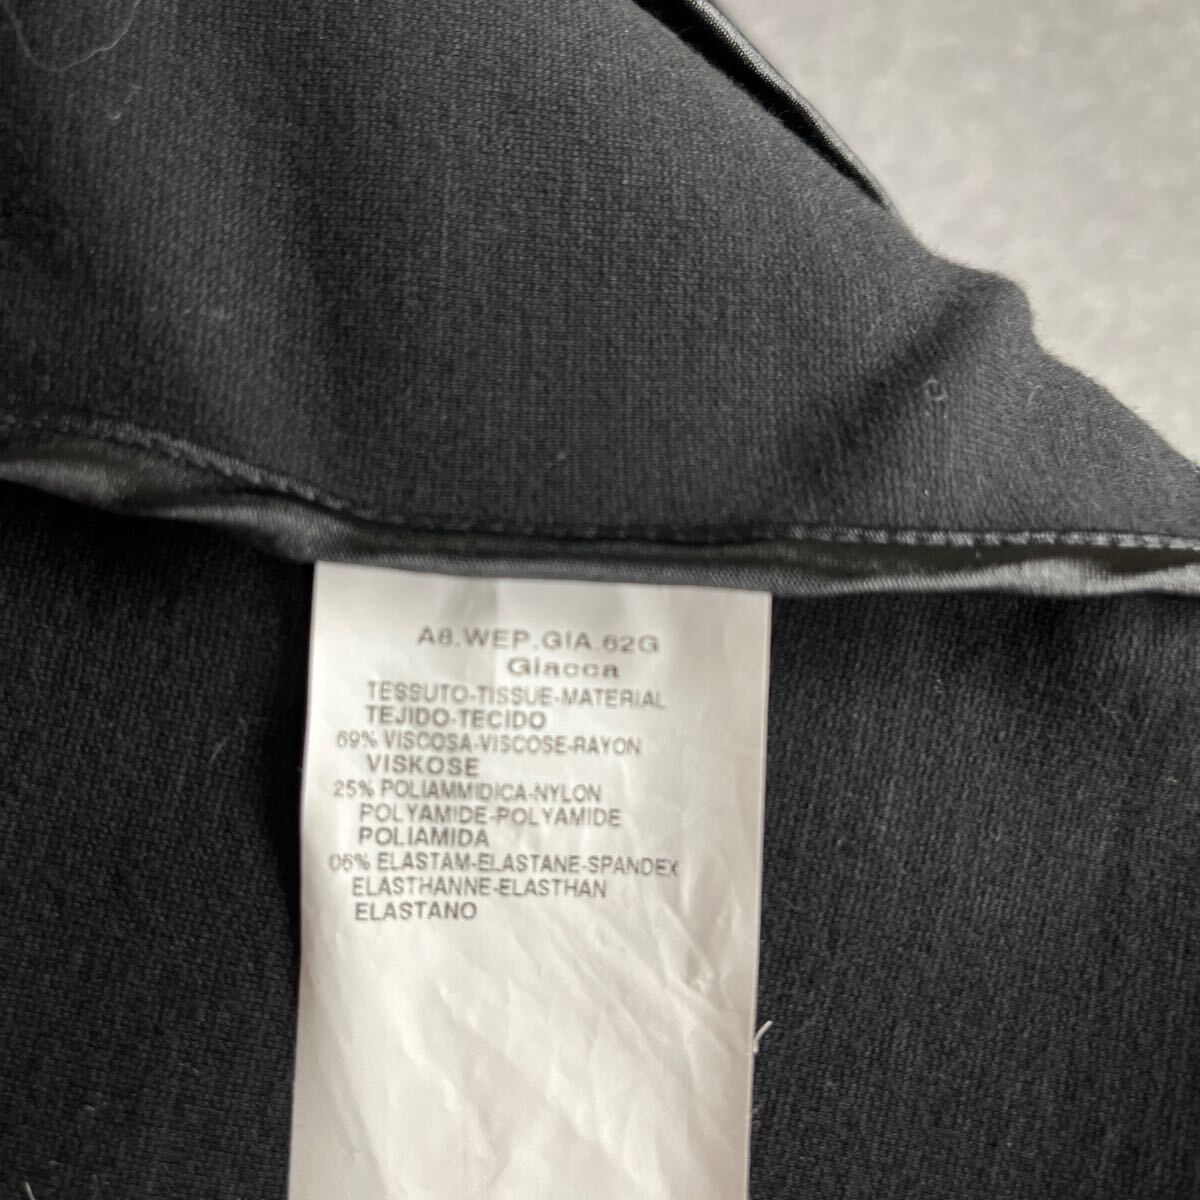 A8.WEP.GIA.62G
Giacca
TESSUTO-TISSUE-MATERIAL
TEJIDO-TECIDO
69% VISCOSA-VISCOSE-RAYON
VISKOSE
25% POLIAMMIDICA-NYLON
POLYAMIDE-POLYAMIDE
POLIAMIDA
06% ELASTAM-ELASTANE-SPANDEX
ELASTHANNE-ELASTHAN
ELASTANO